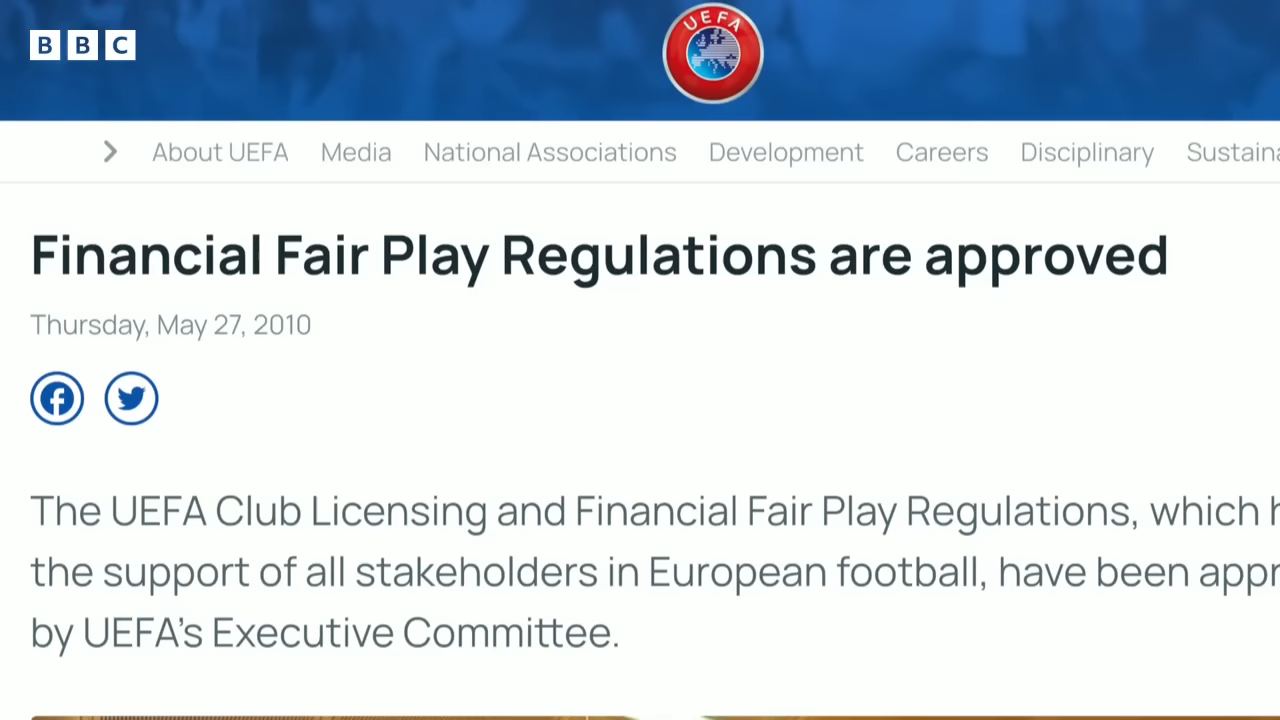 BBC
UEFA
About UEFA Media National Associations Development Careers Disciplinary
Financial Fair Play Regulations are approved
Thursday, May 27, 2010
The UEFA Club Licensing and Financial Fair Play Regulations, which
the support of all stakeholders in European football, have been
by UEFA's Executive Committee.